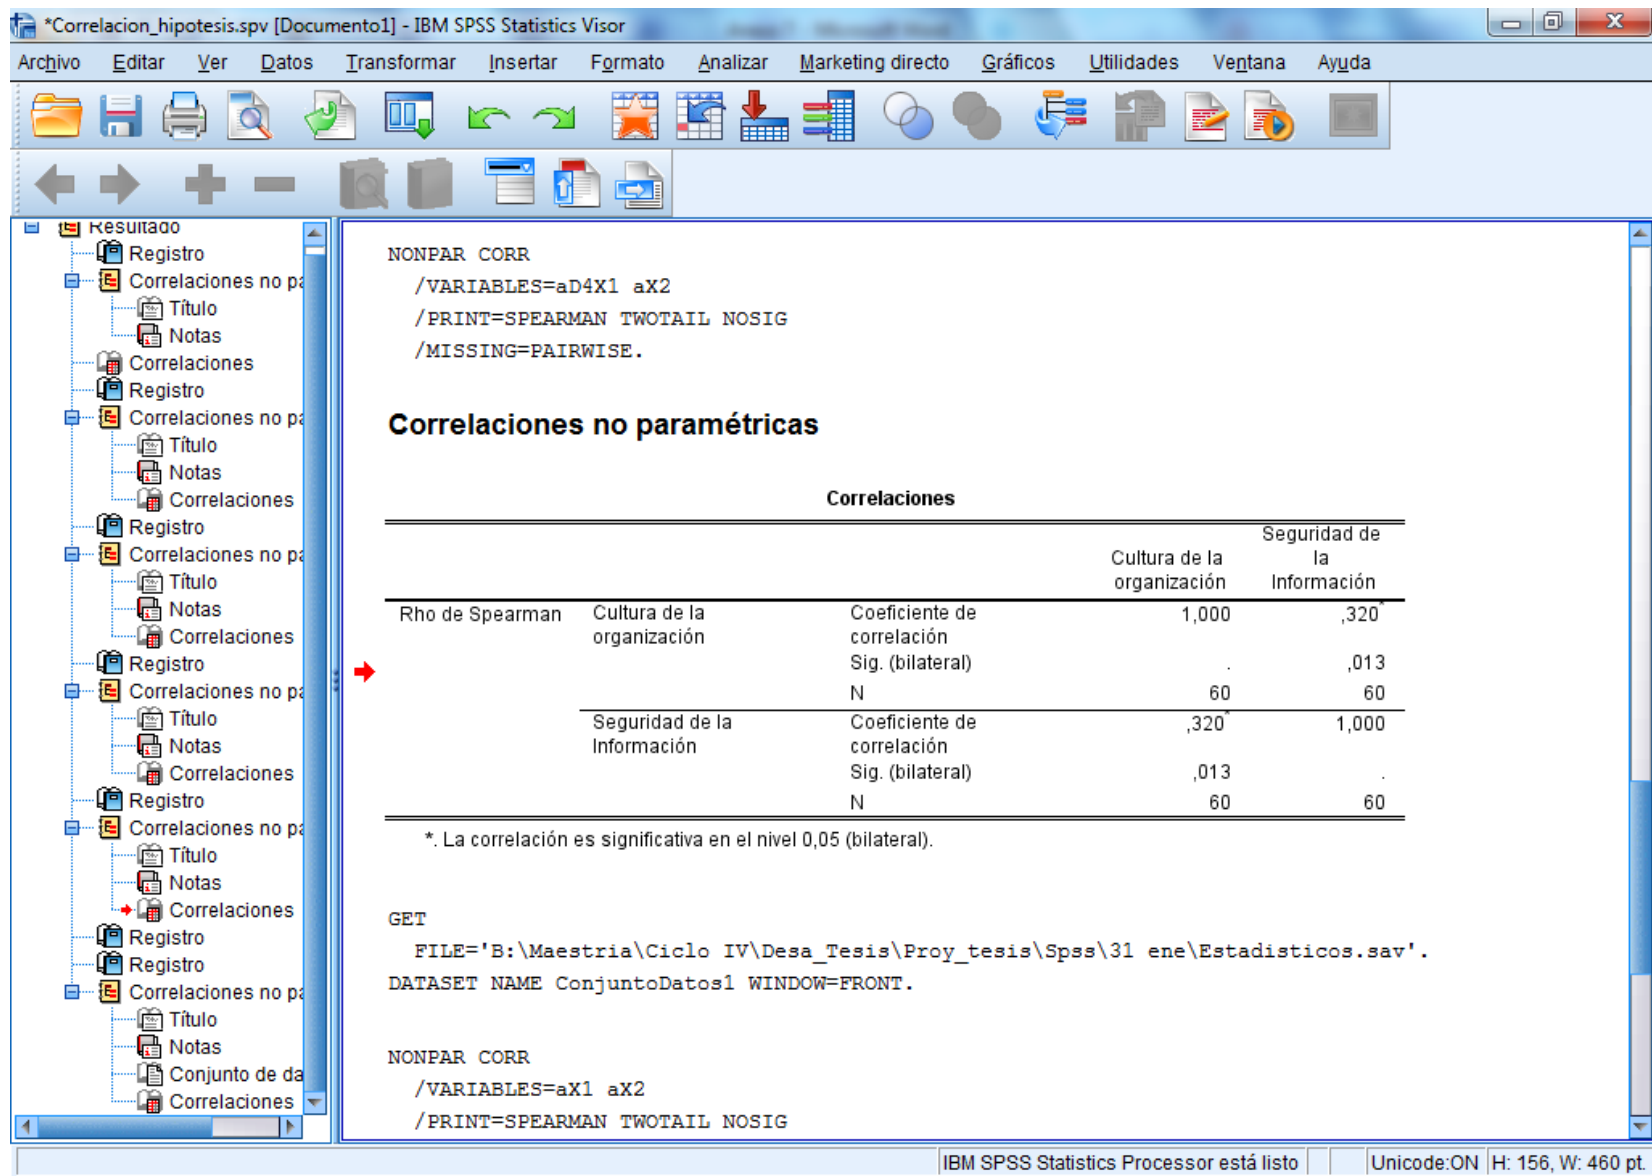 *Correlacion_hipotesis.spv [Documento1] - IBM SPSS Statistics Visor
Archivo Editar Ver Datos Transformar Insertar Formato Analizar Marketing directo Gráficos Utilidades Ventana Ayuda
Resultado
Registro
Correlaciones no pa
Título
Notas
Correlaciones
Registro
Correlaciones no pa
Título
Notas
Correlaciones
Registro
Correlaciones no pa
Título
Notas
Correlaciones
Registro
Correlaciones no pa
Título
Notas
Correlaciones
Registro
Correlaciones no pa
Título
Notas
Correlaciones
Registro
Registro
Correlaciones no pa
Título
Notas
Conjunto de da
Correlaciones
NONPAR CORR
/VARIABLES=aD4X1 aX2
/PRINT=SPEARMAN TWOTAIL NOSIG
/MISSING=PAIRWISE.
Correlaciones no paramétricas
Correlaciones
Cultura de la organización
Seguridad de la Información
Rho de Spearman Cultura de la organización Coeficiente de correlación 1,000 ,320*
Sig. (bilateral) . ,013
N 60 60
Seguridad de la Información Coeficiente de correlación ,320* 1,000
Sig. (bilateral) ,013 .
N 60 60
*. La correlación es significativa en el nivel 0,05 (bilateral).
GET
FILE='B:\Maestria\Ciclo IV\Desa_Tesis\Proy_tesis\Spss\31 ene\Estadisticos.sav'.
DATASET NAME ConjuntoDatos1 WINDOW=FRONT.
NONPAR CORR
/VARIABLES=aX1 aX2
/PRINT=SPEARMAN TWOTAIL NOSIG
IBM SPSS Statistics Processor está listo Unicode:ON H: 156, W: 460 pt.